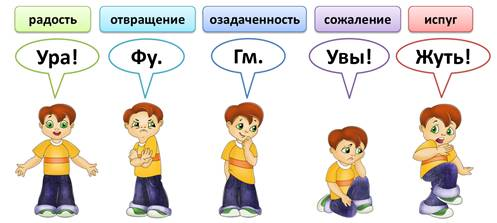 радость отвращение озадаченность сожаление испуг
Ура! Фу. Гм. Увы! Жуть!